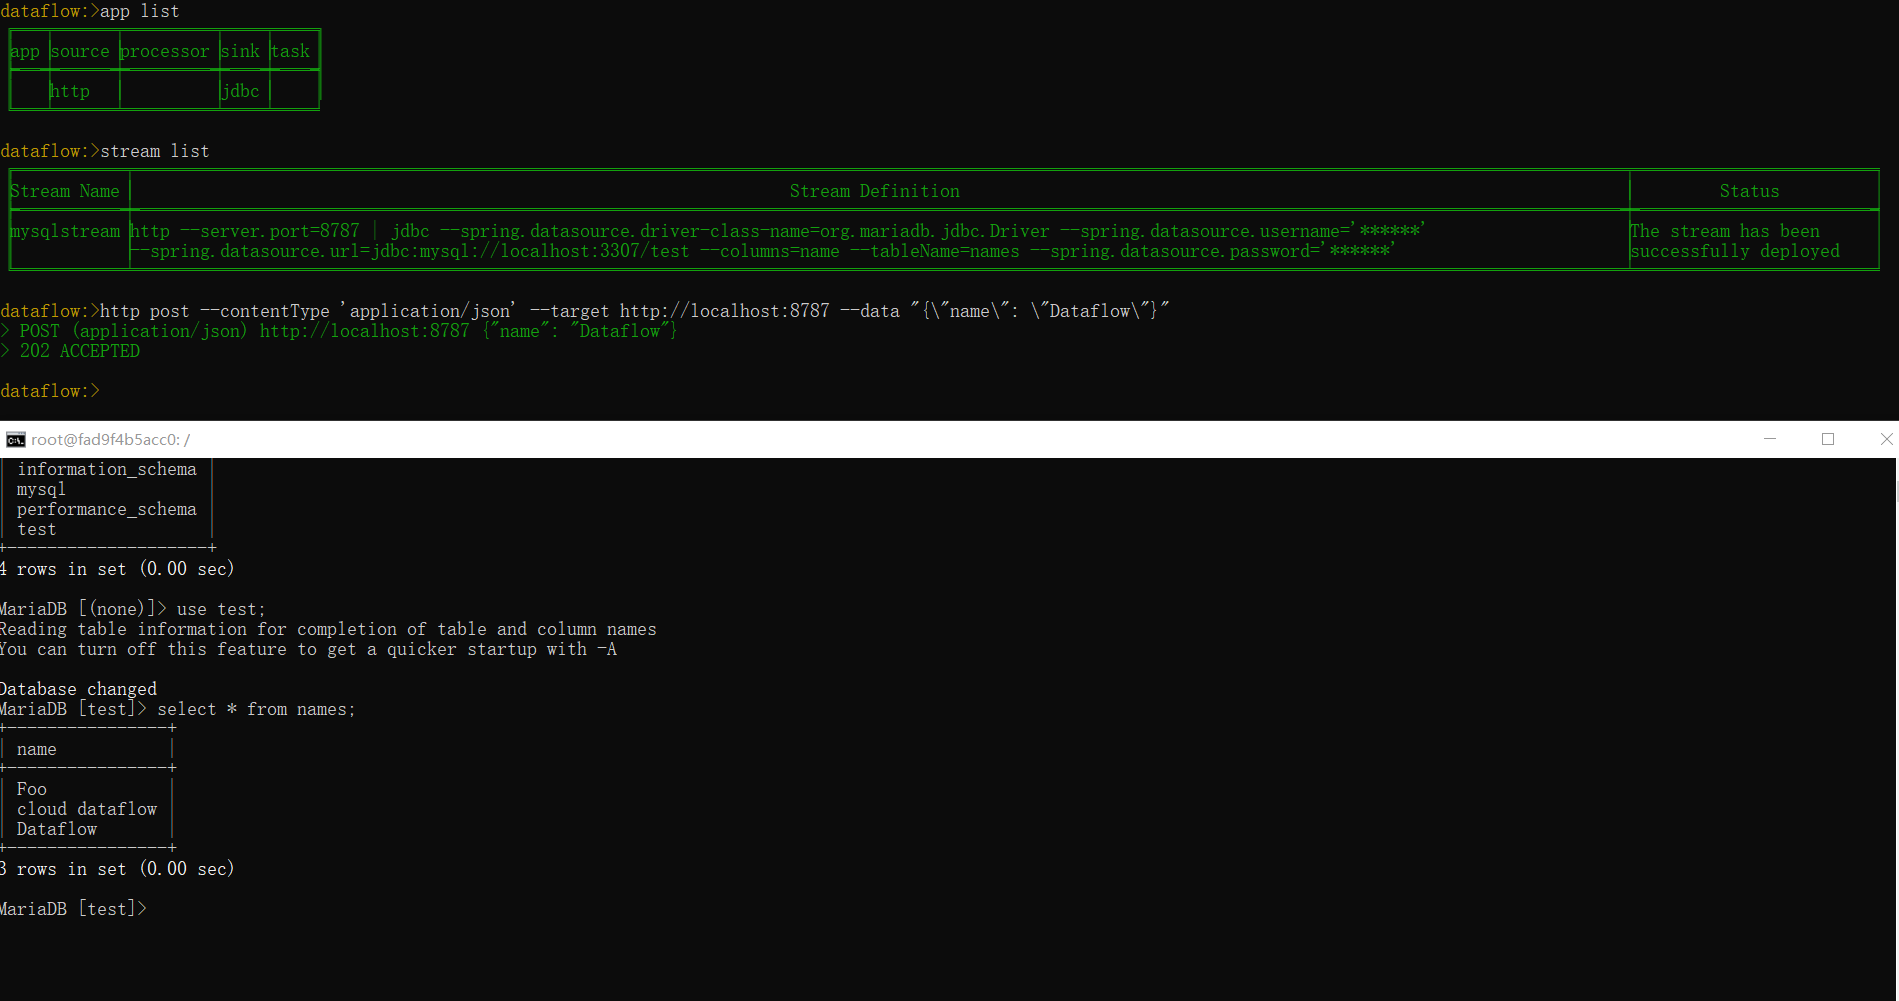 dataflow:>app list
app source processor sink task
http jdbc
dataflow:>stream list
Stream Name Stream Definition Status
mysqlstream http --server.port=8787 | jdbc --spring.datasource.driver-class-name=org.mariadb.jdbc.Driver --spring.datasource.username='******' The stream has been
--spring.datasource.url=jdbc:mysql://localhost:3307/test --columns=name --tableName=names --spring.datasource.password='******' successfully deployed
dataflow:>http post --contentType 'application/json' --target http://localhost:8787 --data "{\"name\": \"Dataflow\"}"
> POST (application/json) http://localhost:8787 {"name": "Dataflow"}
> 202 ACCEPTED
dataflow:>
root@fad9f4b5acc0: /
| information_schema |
| mysql |
| performance_schema |
| test |
+--------------------+
4 rows in set (0.00 sec)
MariaDB [(none)]> use test;
Reading table information for completion of table and column names
You can turn off this feature to get a quicker startup with -A
Database changed
MariaDB [test]> select * from names;
+----------------+
| name |
+----------------+
| Foo |
| cloud dataflow |
| Dataflow |
+----------------+
3 rows in set (0.00 sec)
MariaDB [test]>